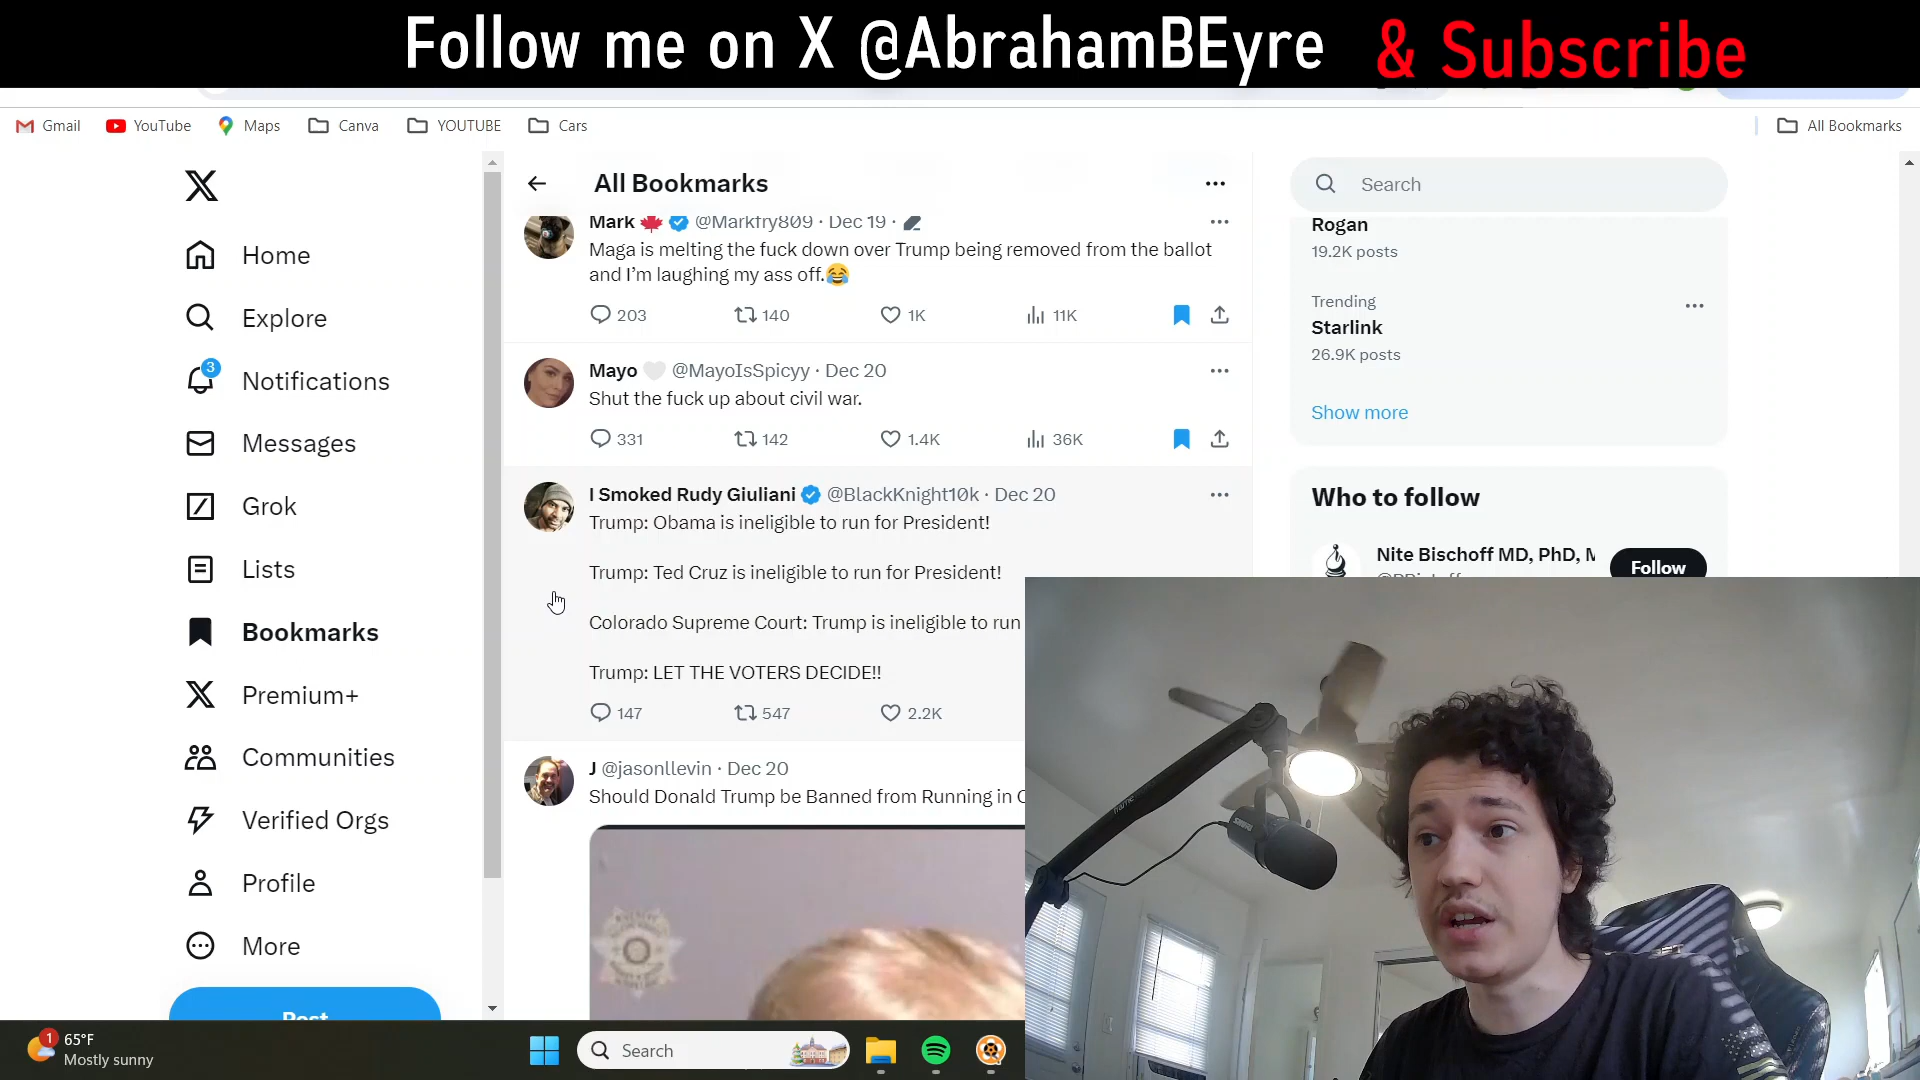 Follow me on X @AbrahamBEyre & Subscribe
Gmail YouTube Maps Canva YOUTUBE Cars All Bookmarks
Home
Explore
3
Notifications
Messages
Grok
Lists
Bookmarks
Premium+
Communities
Verified Orgs
Profile
More
Post
All Bookmarks
Mark 🍁 @Markfry809 · Dec 19 ·
Maga is melting the fuck down over Trump being removed from the ballot
and I’m laughing my ass off.😂
203 140 1K 11K
Mayo 🤍 @MayoIsSpicyy · Dec 20
Shut the fuck up about civil war.
331 142 1.4K 36K
I Smoked Rudy Giuliani @BlackKnight10k · Dec 20
Trump: Obama is ineligible to run for President!
Trump: Ted Cruz is ineligible to run for President!
Colorado Supreme Court: Trump is ineligible to run
Trump: LET THE VOTERS DECIDE!!
147 547 2.2K
J @jasonllevin · Dec 20
Should Donald Trump be Banned from Running in
Search
Rogan
19.2K posts
Trending
Starlink
26.9K posts
Show more
Who to follow
Nite Bischoff MD, PhD,
Follow
SHURE
1
65°F
Mostly sunny
Search